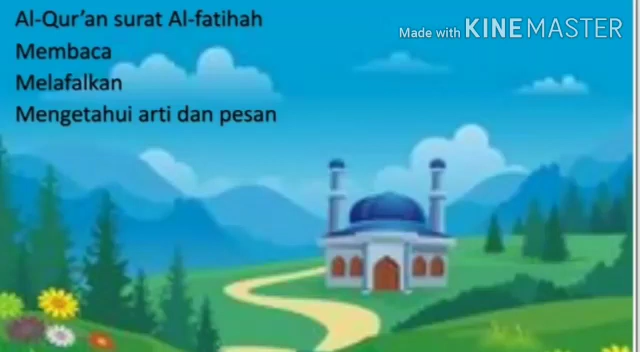 Al-Qur’an surat Al-fatihah
Membaca
Melafalkan
Mengetahui arti dan pesan
Made with KINEMASTER